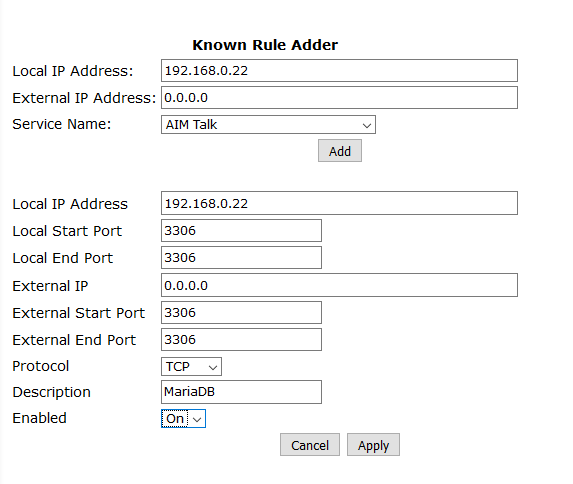 Known Rule Adder
Local IP Address: 192.168.0.22
External IP Address: 0.0.0.0
Service Name: AIM Talk
Add
Local IP Address 192.168.0.22
Local Start Port 3306
Local End Port 3306
External IP 0.0.0.0
External Start Port 3306
External End Port 3306
Protocol TCP
Description MariaDB
Enabled On
Cancel Apply